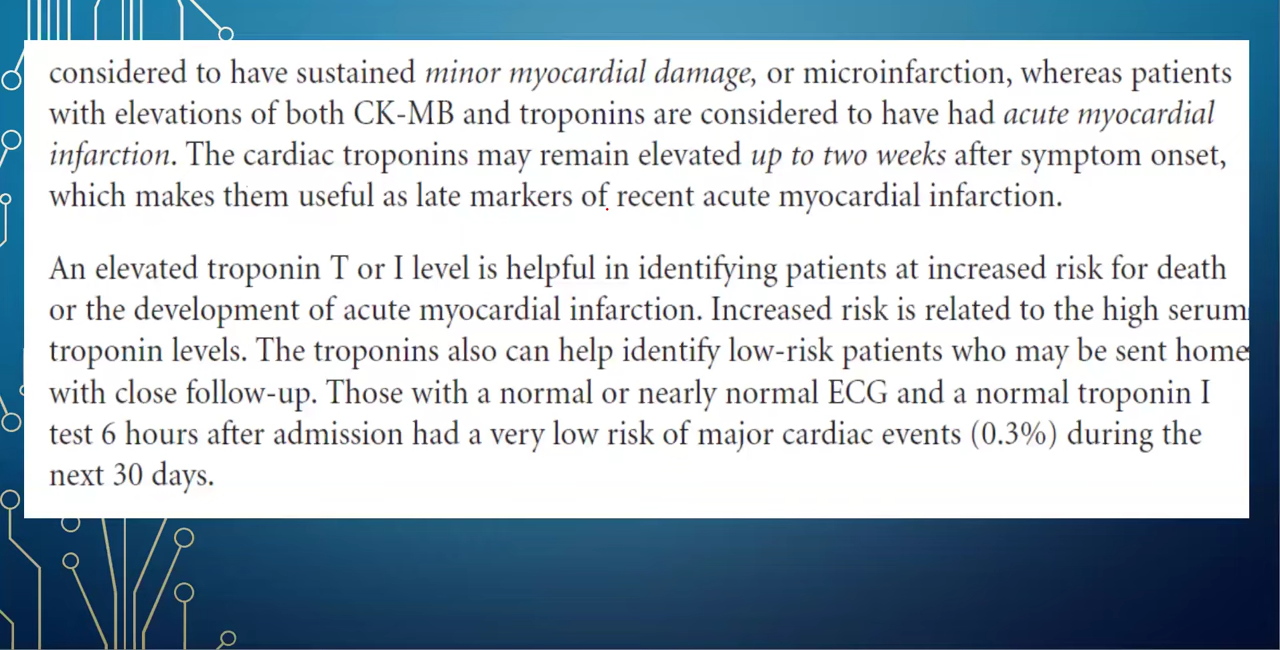 considered to have sustained minor myocardial damage, or microinfarction, whereas patients
with elevations of both CK-MB and troponins are considered to have had acute myocardial
infarction. The cardiac troponins may remain elevated up to two weeks after symptom onset,
which makes them useful as late markers of recent acute myocardial infarction.
An elevated troponin T or I level is helpful in identifying patients at increased risk for death
or the development of acute myocardial infarction. Increased risk is related to the high serum
troponin levels. The troponins also can help identify low-risk patients who may be sent home
with close follow-up. Those with a normal or nearly normal ECG and a normal troponin I
test 6 hours after admission had a very low risk of major cardiac events (0.3%) during the
next 30 days.